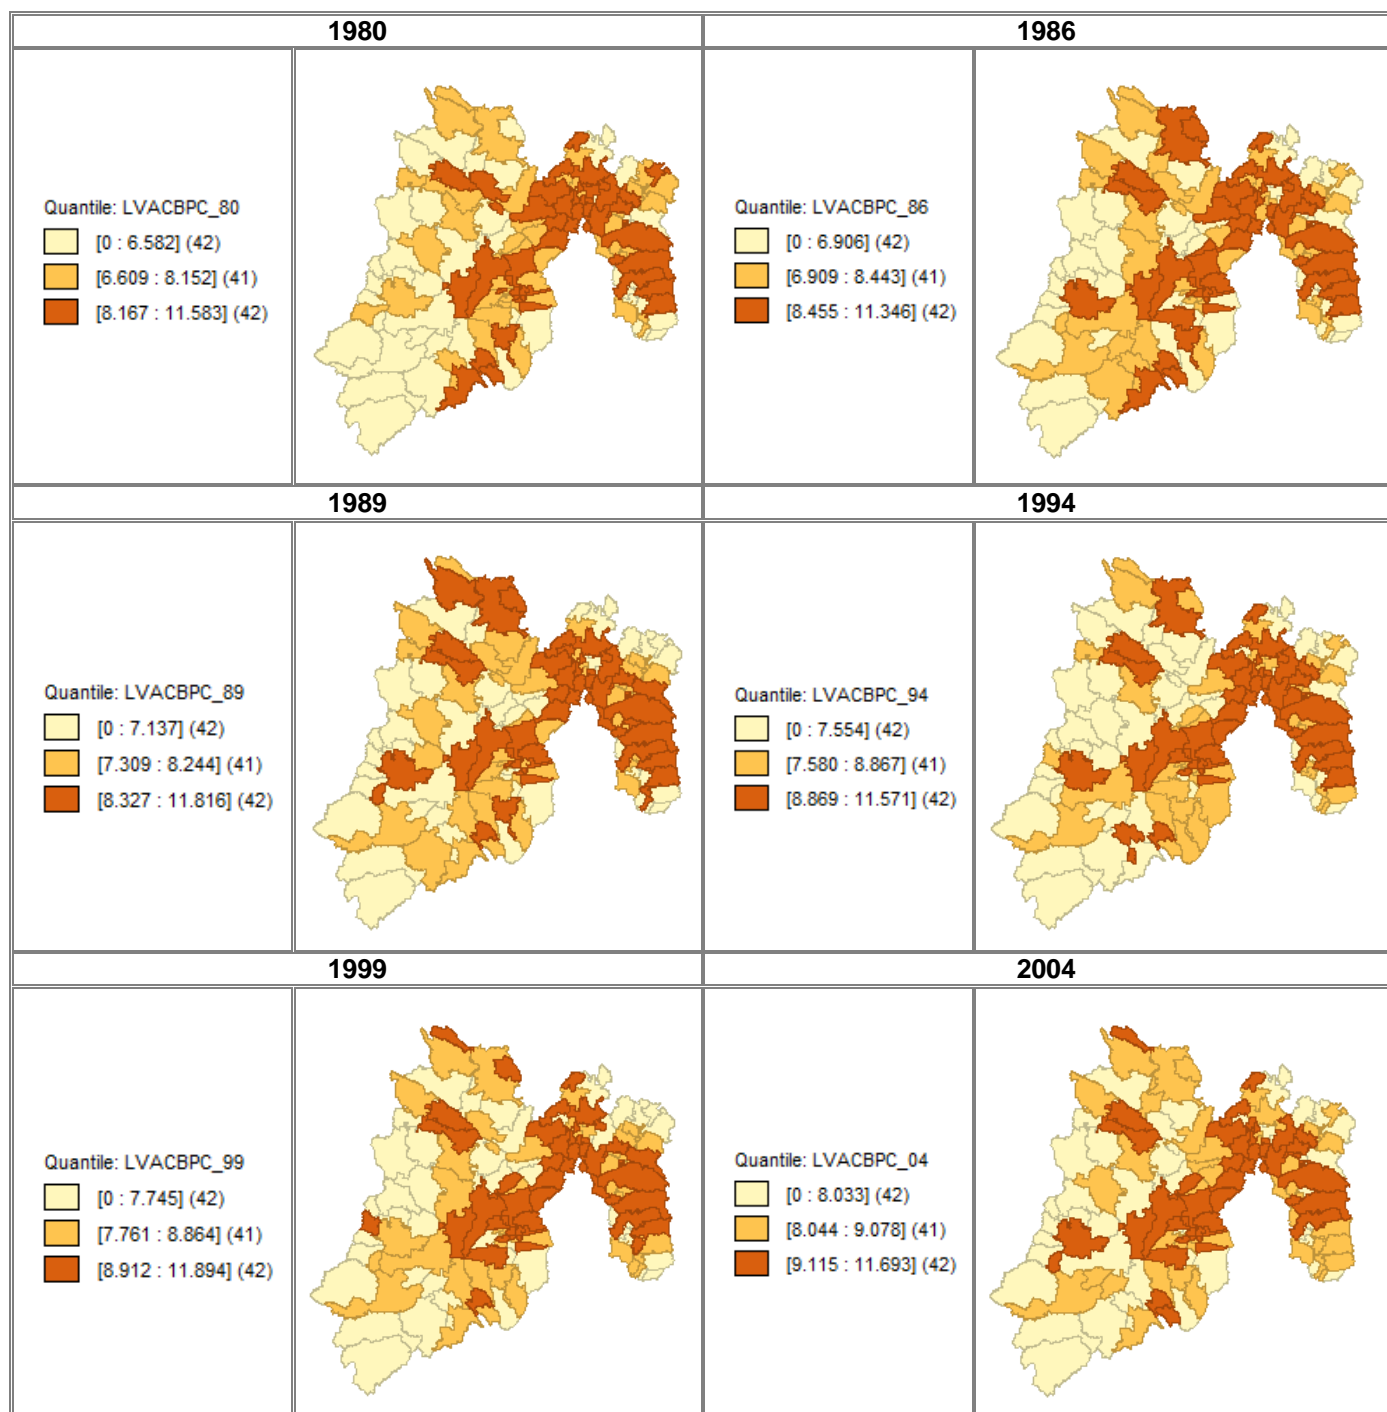 1980
1986
Quantile: LVACBPC_80
[0 : 6.582] (42)
[6.609 : 8.152] (41)
[8.167 : 11.583] (42)
Quantile: LVACBPC_86
[0 : 6.906] (42)
[6.909 : 8.443] (41)
[8.455 : 11.346] (42)
1989
1994
Quantile: LVACBPC_89
[0 : 7.137] (42)
[7.309 : 8.244] (41)
[8.327 : 11.816] (42)
Quantile: LVACBPC_94
[0 : 7.554] (42)
[7.580 : 8.867] (41)
[8.869 : 11.571] (42)
1999
2004
Quantile: LVACBPC_99
[0 : 7.745] (42)
[7.761 : 8.864] (41)
[8.912 : 11.894] (42)
Quantile: LVACBPC_04
[0 : 8.033] (42)
[8.044 : 9.078] (41)
[9.115 : 11.693] (42)